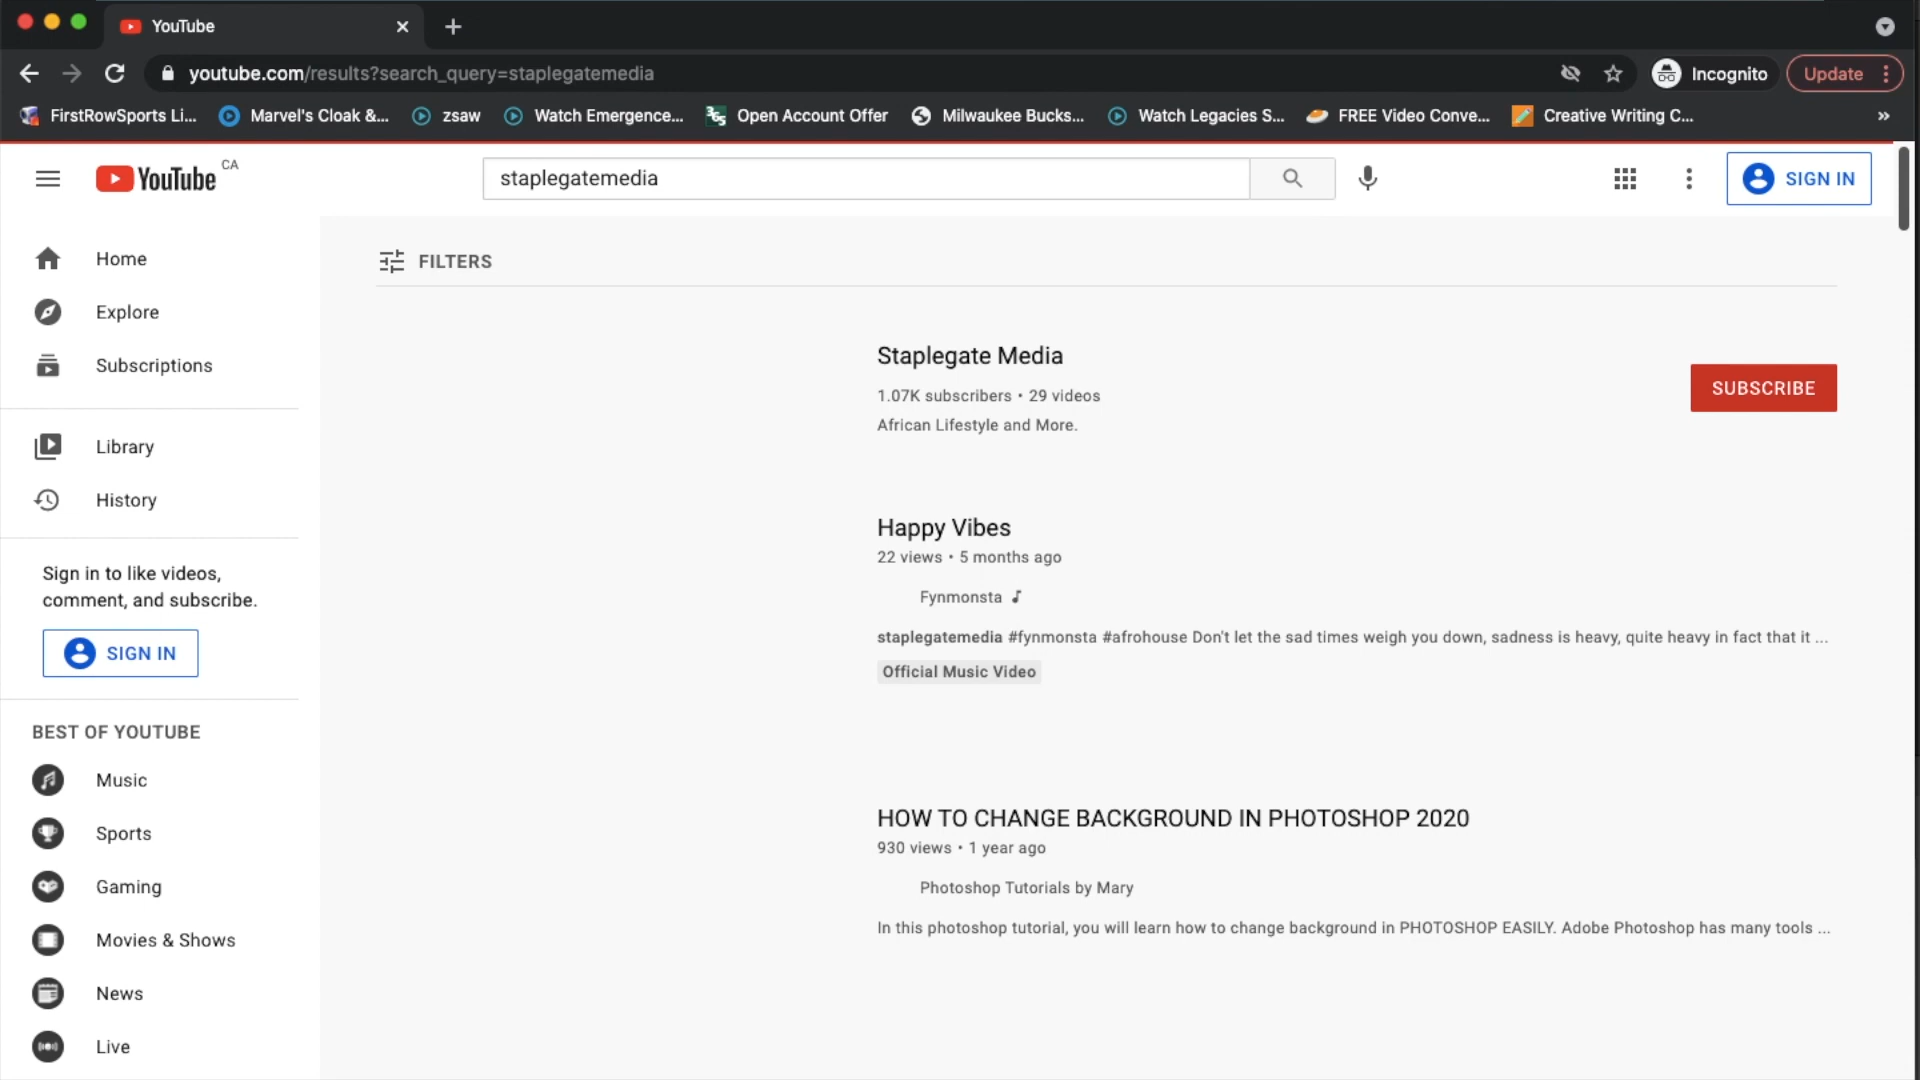 YouTube
youtube.com/results?search_query=staplegatemedia
Incognito
Update
FirstRowSports Li...
Marvel's Cloak &...
zsaw
Watch Emergence...
Open Account Offer
Milwaukee Bucks...
Watch Legacies S...
FREE Video Conve...
Creative Writing C...
»
YouTube CA
staplegatemedia
SIGN IN
Home
Explore
Subscriptions
Library
History
Sign in to like videos,
comment, and subscribe.
SIGN IN
BEST OF YOUTUBE
Music
Sports
Gaming
Movies & Shows
News
Live
FILTERS
Staplegate Media
1.07K subscribers • 29 videos
African Lifestyle and More.
SUBSCRIBE
Happy Vibes
22 views • 5 months ago
Fynmonsta
staplegatemedia #fynmonsta #afrohouse Don't let the sad times weigh you down, sadness is heavy, quite heavy in fact that it ...
Official Music Video
HOW TO CHANGE BACKGROUND IN PHOTOSHOP 2020
930 views • 1 year ago
Photoshop Tutorials by Mary
In this photoshop tutorial, you will learn how to change background in PHOTOSHOP EASILY. Adobe Photoshop has many tools ...